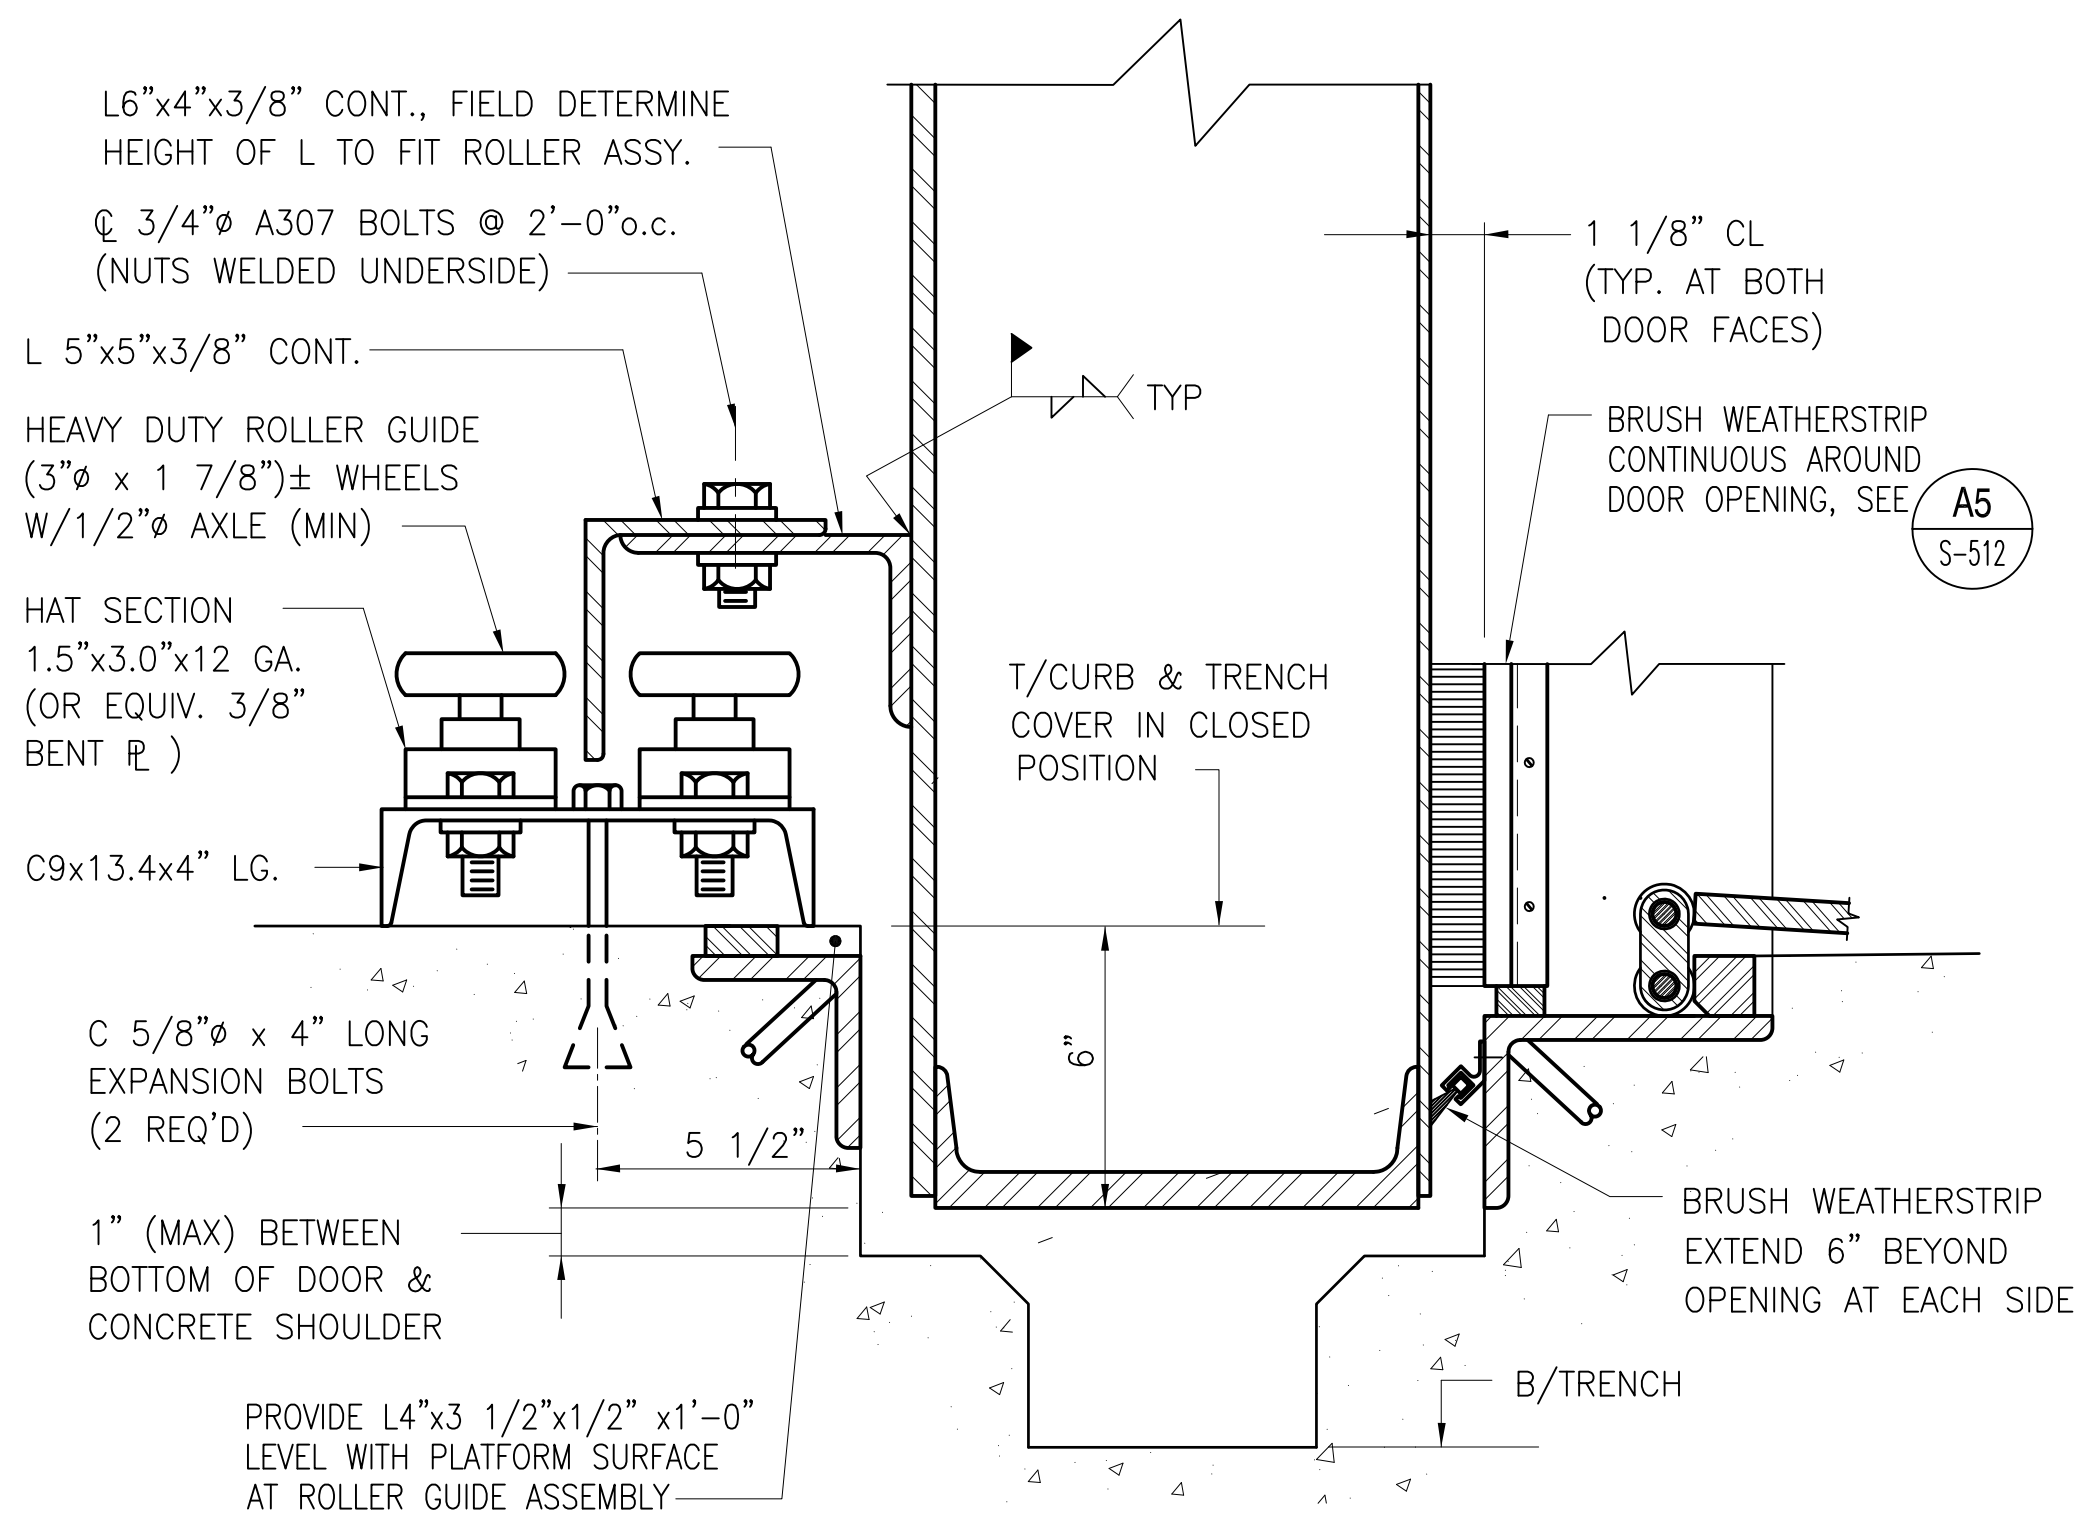 L6”x4”x3/8” CONT., FIELD DETERMINE
HEIGHT OF L TO FIT ROLLER ASSY.
℄ 3/4”ø A307 BOLTS @ 2’-0”o.c.
(NUTS WELDED UNDERSIDE)
L 5”x5”x3/8” CONT.
HEAVY DUTY ROLLER GUIDE
(3”ø x 1 7/8”)± WHEELS
W/1/2”ø AXLE (MIN)
HAT SECTION
1.5”x3.0”x12 GA.
(OR EQUIV. 3/8”
BENT ⅊ )
C9x13.4x4” LG.
C 5/8”ø x 4” LONG
EXPANSION BOLTS
(2 REQ’D)
5 1/2”
1” (MAX) BETWEEN
BOTTOM OF DOOR &
CONCRETE SHOULDER
PROVIDE L4”x3 1/2”x1/2” x1’-0”
LEVEL WITH PLATFORM SURFACE
AT ROLLER GUIDE ASSEMBLY
TYP
T/CURB & TRENCH
COVER IN CLOSED
POSITION
6”
1 1/8” CL
(TYP. AT BOTH
DOOR FACES)
BRUSH WEATHERSTRIP
CONTINUOUS AROUND
DOOR OPENING, SEE
A5
S-512
BRUSH WEATHERSTRIP
EXTEND 6” BEYOND
OPENING AT EACH SIDE
B/TRENCH